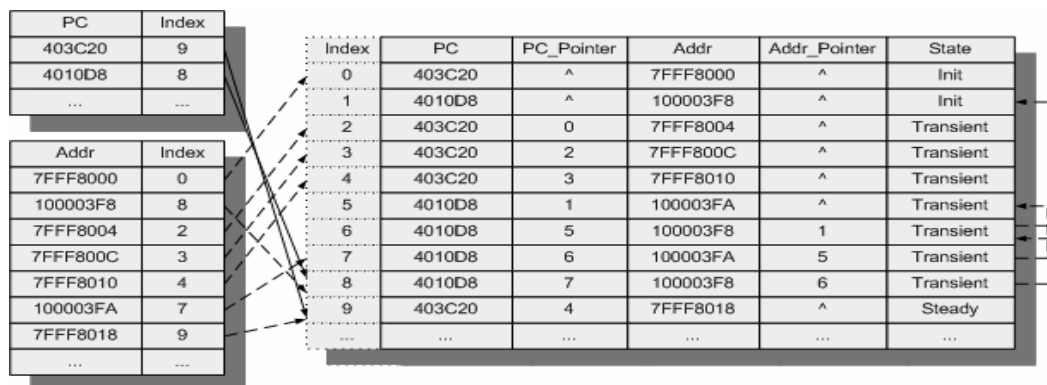 PC Index
403C20 9
4010D8 8
... ...
Addr Index
7FFF8000 0
100003F8 8
7FFF8004 2
7FFF800C 3
7FFF8010 4
100003FA 7
7FFF8018 9
... ...
Index PC PC_Pointer Addr Addr_Pointer State
0 403C20 ^ 7FFF8000 ^ Init
1 4010D8 ^ 100003F8 ^ Init
2 403C20 0 7FFF8004 ^ Transient
3 403C20 2 7FFF800C ^ Transient
4 403C20 3 7FFF8010 ^ Transient
5 4010D8 1 100003FA ^ Transient
6 4010D8 5 100003F8 1 Transient
7 4010D8 6 100003FA 5 Transient
8 4010D8 7 100003F8 6 Transient
9 403C20 4 7FFF8018 ^ Steady
... ... ... ... ... ...